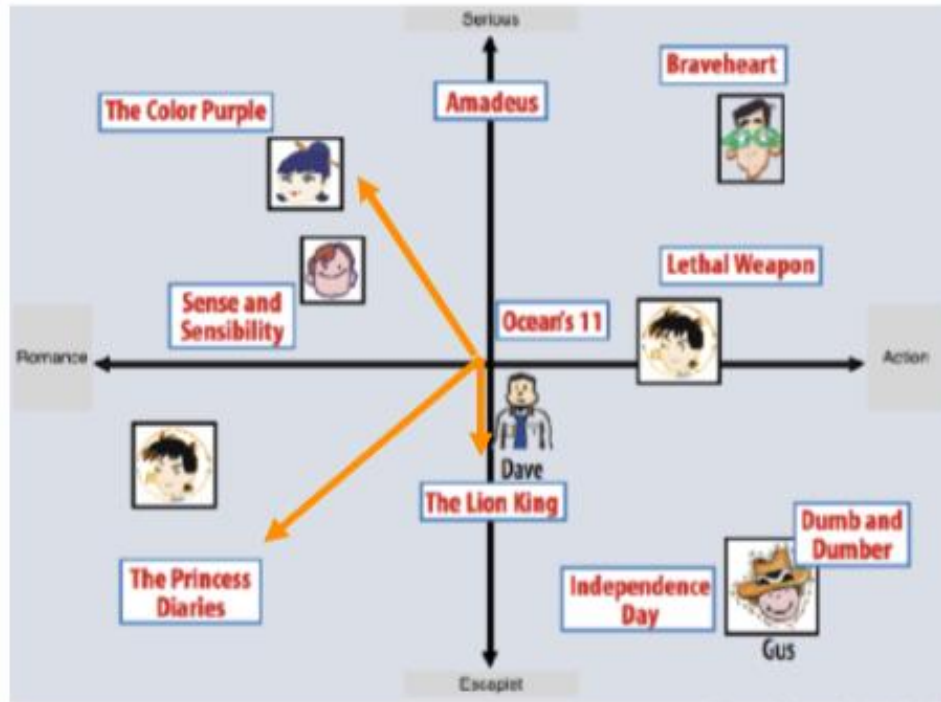 Serious
Braveheart
The Color Purple
Amadeus
Lethal Weapon
Sense and
Sensibility
Ocean's 11
Romance
Action
Dave
The Lion King
Dumb and
Dumber
The Princess
Diaries
Independence
Day
Gus
Escapist